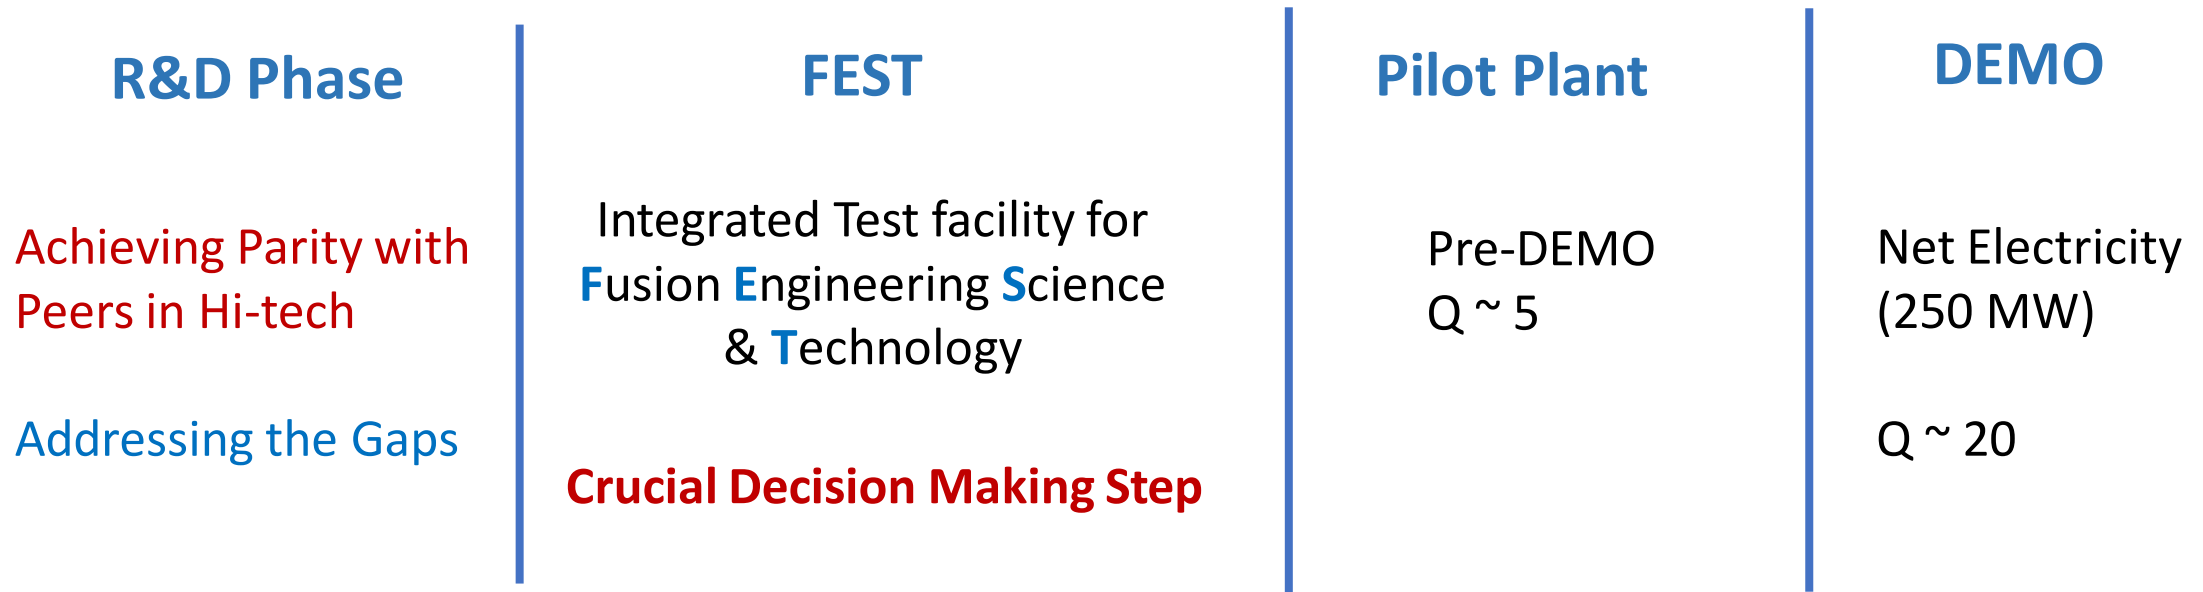 R&D Phase
Achieving Parity with
Peers in Hi-tech
Addressing the Gaps
FEST
Integrated Test facility for
Fusion Engineering Science
& Technology
Crucial Decision Making Step
Pilot Plant
Pre-DEMO
Q ~ 5
DEMO
Net Electricity
(250 MW)
Q ~ 20